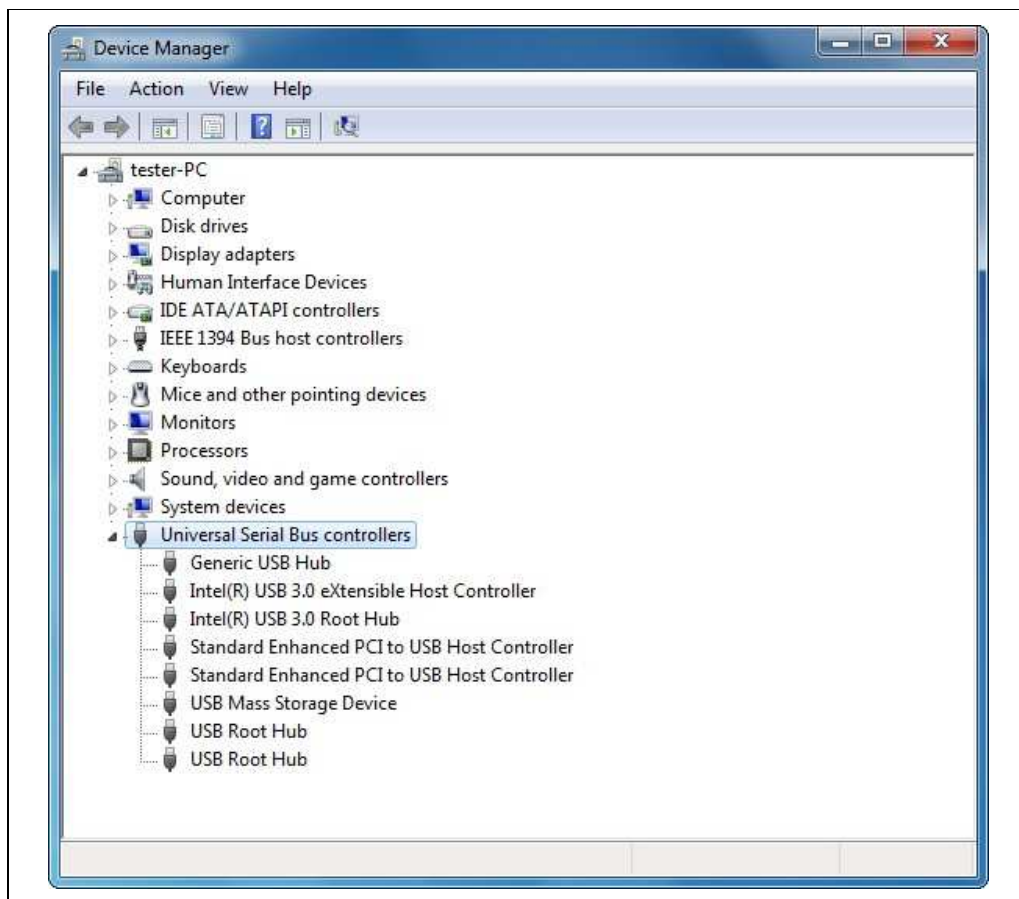 Device Manager
File Action View Help
tester-PC
Computer
Disk drives
Display adapters
Human Interface Devices
IDE ATA/ATAPI controllers
IEEE 1394 Bus host controllers
Keyboards
Mice and other pointing devices
Monitors
Processors
Sound, video and game controllers
System devices
Universal Serial Bus controllers
Generic USB Hub
Intel(R) USB 3.0 eXtensible Host Controller
Intel(R) USB 3.0 Root Hub
Standard Enhanced PCI to USB Host Controller
Standard Enhanced PCI to USB Host Controller
USB Mass Storage Device
USB Root Hub
USB Root Hub